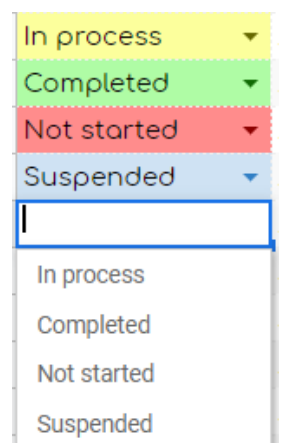 In process
Completed
Not started
Suspended
In process
Completed
Not started
Suspended